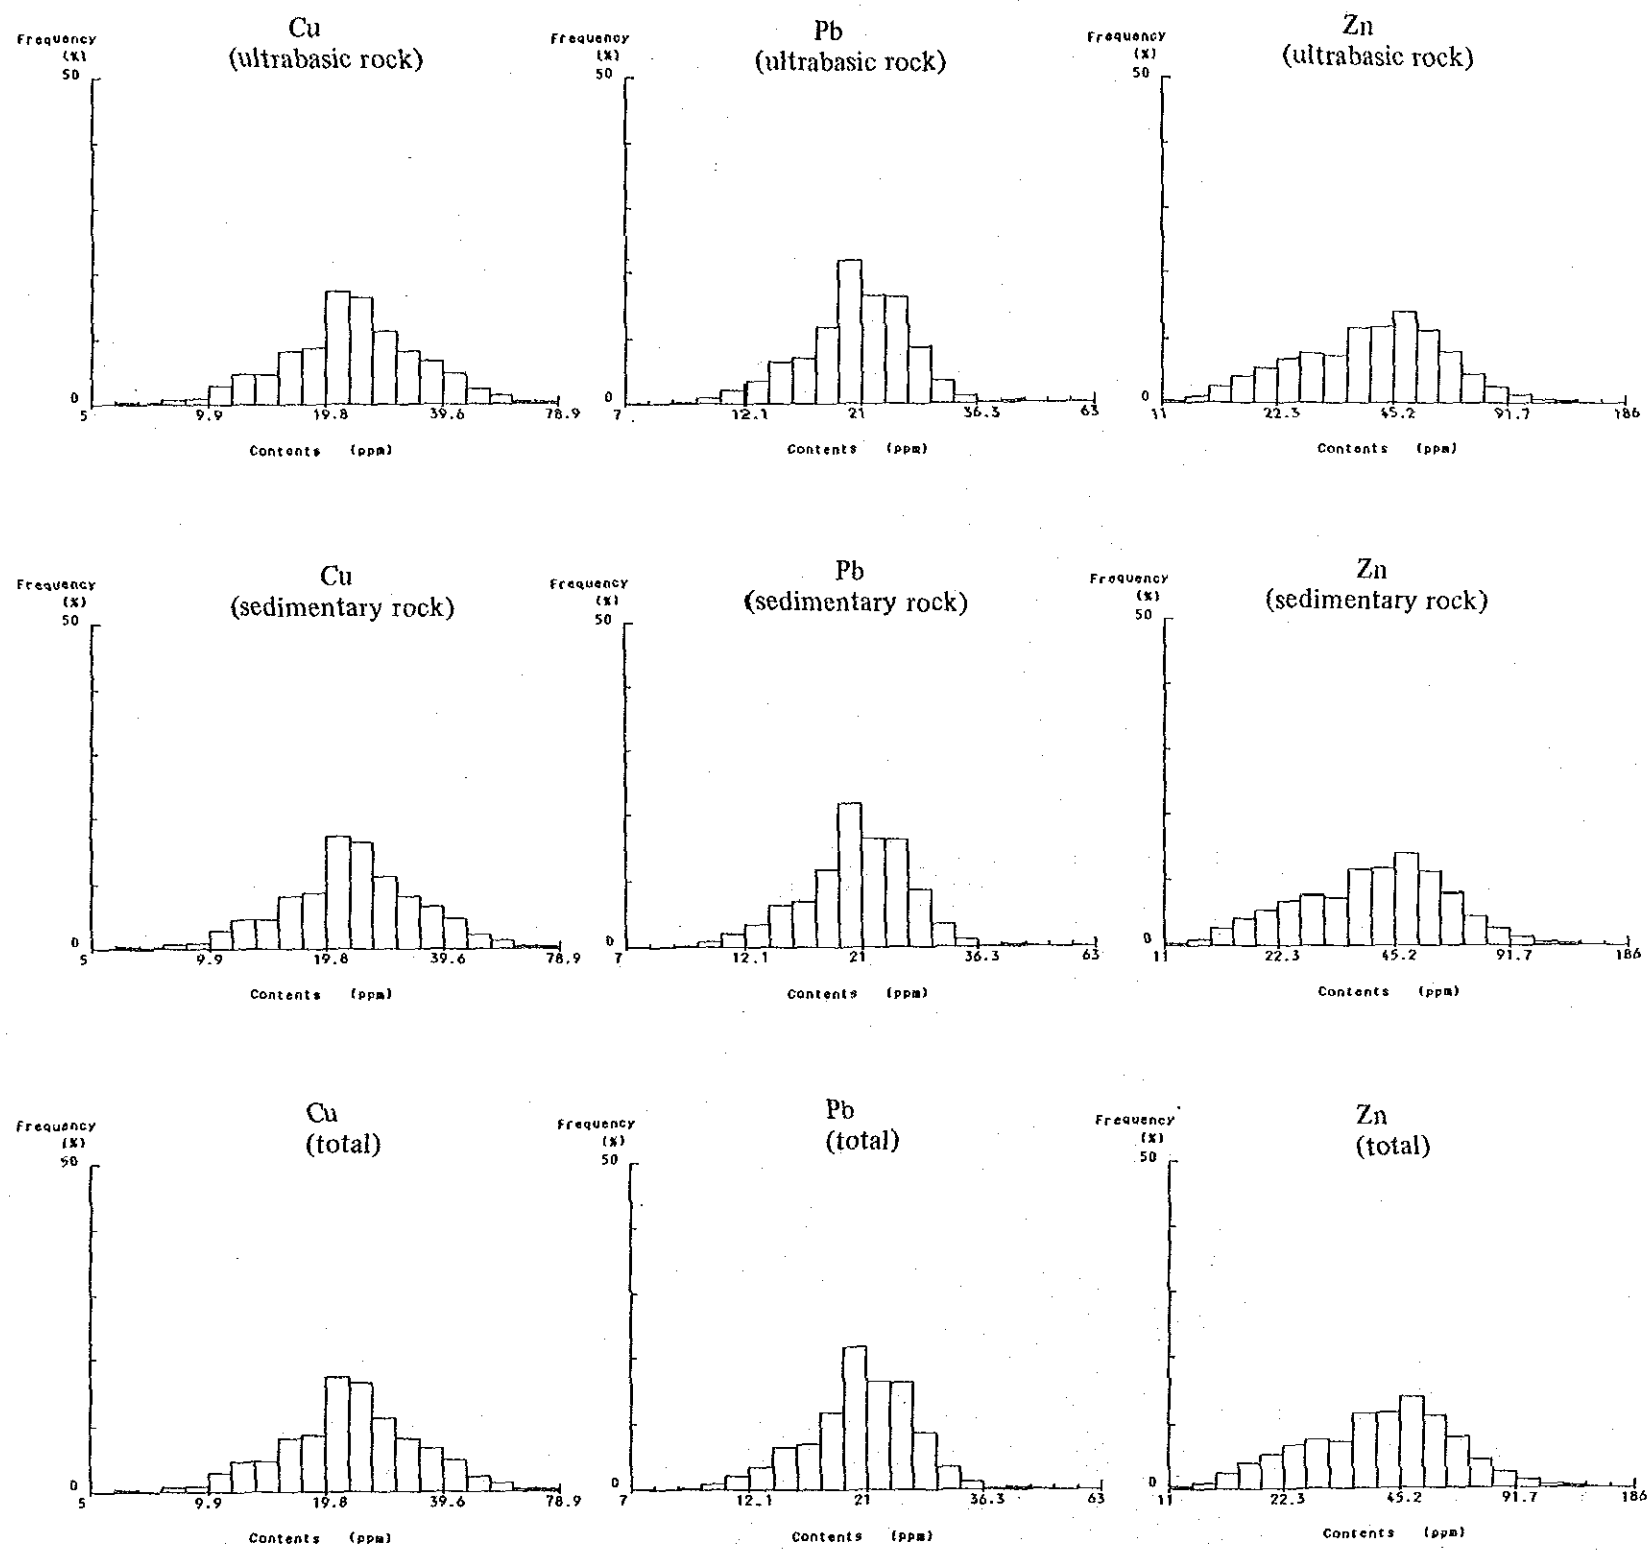 Cu
(ultrabasic rock)
Frequency
(%)
50
0
5 9.9 19.8 39.6 78.9
Contents (ppm)
Pb
(ultrabasic rock)
Frequency
(%)
50
0
7 12.1 21 36.3 63
Contents (ppm)
Zn
(ultrabasic rock)
Frequency
(%)
50
0
11 22.3 45.2 91.7 186
Contents (ppm)
Cu
(sedimentary rock)
Frequency
(%)
50
0
5 9.9 19.8 39.6 78.9
Contents (ppm)
Pb
(sedimentary rock)
Frequency
(%)
50
0
7 12.1 21 36.3 63
Contents (ppm)
Zn
(sedimentary rock)
Frequency
(%)
50
0
11 22.3 45.2 91.7 186
Contents (ppm)
Cu
(total)
Frequency
(%)
50
0
5 9.9 19.8 39.6 78.9
Contents (ppm)
Pb
(total)
Frequency
(%)
50
0
7 12.1 21 36.3 63
Contents (ppm)
Zn
(total)
Frequency
(%)
50
0
11 22.3 45.2 91.7 186
Contents (ppm)